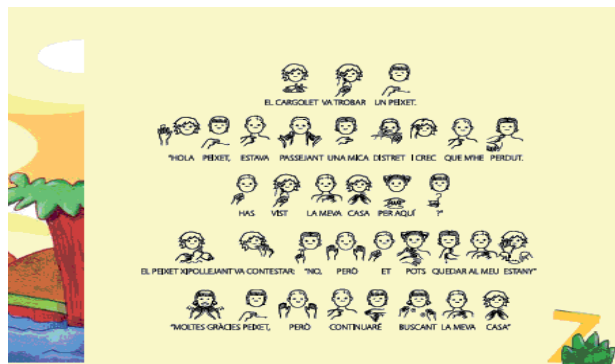 EL CARGOLET VA TROBAR UN PEIXET.
"HOLA PEIXET, ESTAVA PASSEJANT UNA MICA DISTRET I CREC QUE M'HE PERDUT.
HAS VIST LA MEVA CASA PER AQUÍ ?"
EL PEIXET XIPOLLEJANT VA CONTESTAR: "NO, PERÒ ET POTS QUEDAR AL MEU ESTANY"
"MOLTES GRÀCIES PEIXET, PERÒ CONTINUARÉ BUSCANT LA MEVA CASA"